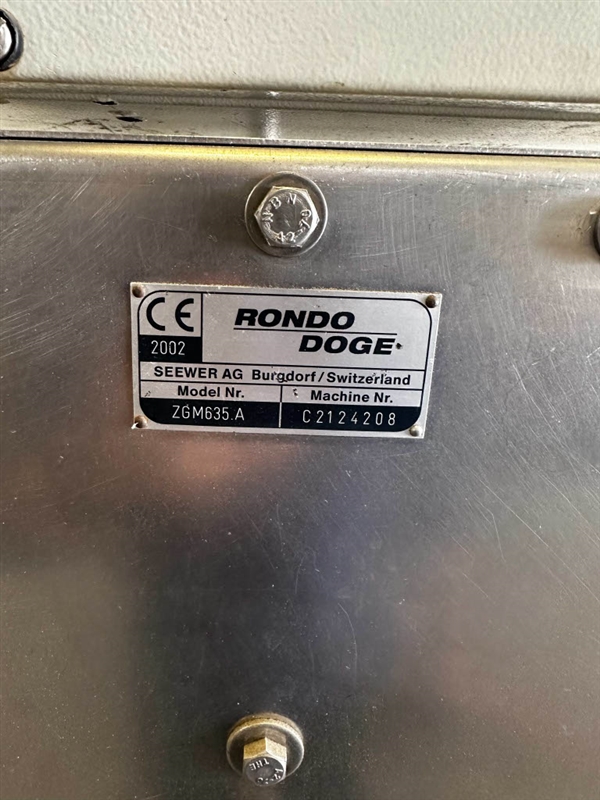 CE
2002
RONDO
DOGE
SEEWER AG Burgdorf/Switzerland
Model Nr.
Machine Nr.
ZGM635.A
C2124208